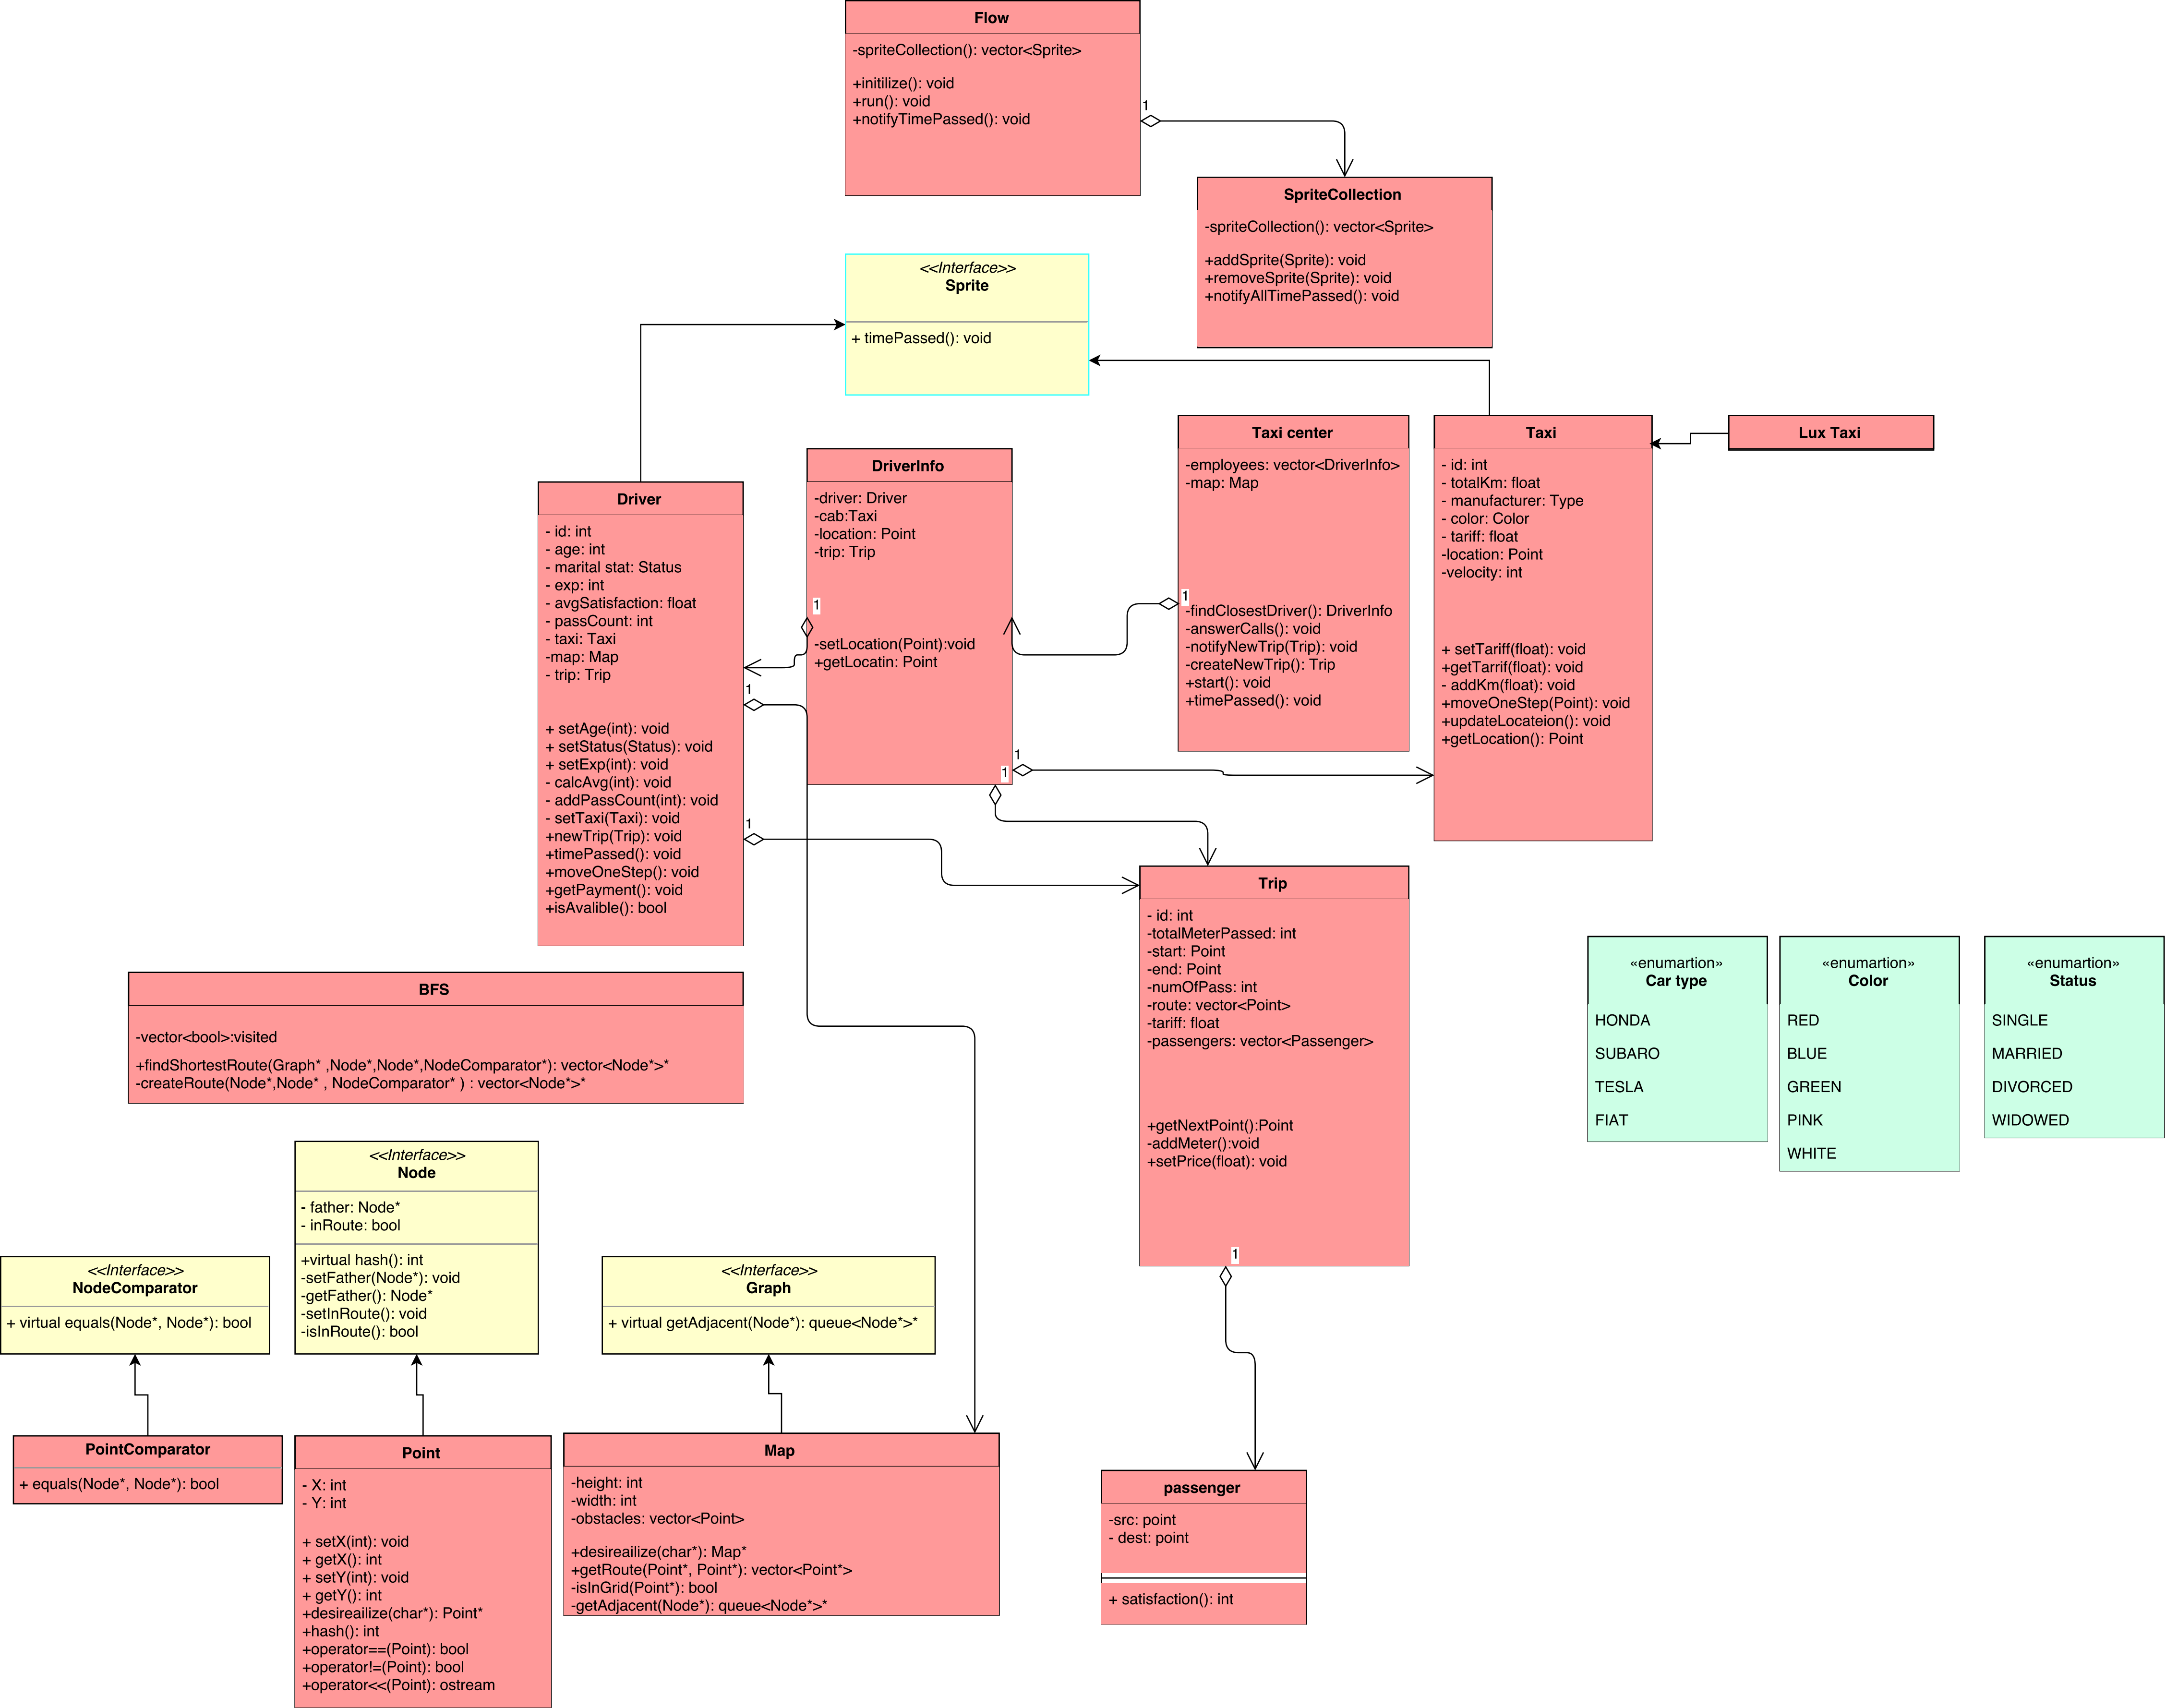 Flow
-spriteCollection(): vector<Sprite>
+initilize(): void
+run(): void
+notifyTimePassed(): void
1
SpriteCollection
-spriteCollection(): vector<Sprite>
+addSprite(Sprite): void
+removeSprite(Sprite): void
+notifyAllTimePassed(): void
<<Interface>>
Sprite
+ timePassed(): void
Driver
- id: int
- age: int
- marital stat: Status
- exp: int
- avgSatisfaction: float
- passCount: int
- taxi: Taxi
-map: Map
- trip: Trip
+ setAge(int): void
+ setStatus(Status): void
+ setExp(int): void
- calcAvg(int): void
- addPassCount(int): void
- setTaxi(Taxi): void
+newTrip(Trip): void
+timePassed(): void
+moveOneStep(): void
+getPayment(): void
+isAvalible(): bool
1
1
DriverInfo
-driver: Driver
-cab:Taxi
-location: Point
-trip: Trip
1
-setLocation(Point):void
+getLocatin: Point
1
1
Taxi center
-employees: vector<DriverInfo>
-map: Map
1
-findClosestDriver(): DriverInfo
-answerCalls(): void
-notifyNewTrip(Trip): void
-createNewTrip(): Trip
+start(): void
+timePassed(): void
Taxi
- id: int
- totalKm: float
- manufacturer: Type
- color: Color
- tariff: float
-location: Point
-velocity: int
+ setTariff(float): void
+getTarrif(float): void
- addKm(float): void
+moveOneStep(Point): void
+updateLocateion(): void
+getLocation(): Point
Lux Taxi
Trip
- id: int
-totalMeterPassed: int
-start: Point
-end: Point
-numOfPass: int
-route: vector<Point>
-tariff: float
-passengers: vector<Passenger>
+getNextPoint():Point
-addMeter():void
+setPrice(float): void
1
«enumartion»
Car type
HONDA
SUBARO
TESLA
FIAT
«enumartion»
Color
RED
BLUE
GREEN
PINK
WHITE
«enumartion»
Status
SINGLE
MARRIED
DIVORCED
WIDOWED
BFS
-vector<bool>:visited
+findShortestRoute(Graph* ,Node*,Node*,NodeComparator*): vector<Node*>*
-createRoute(Node*,Node* , NodeComparator* ) : vector<Node*>*
<<Interface>>
NodeComparator
+ virtual equals(Node*, Node*): bool
<<Interface>>
Node
- father: Node*
- inRoute: bool
+virtual hash(): int
-setFather(Node*): void
-getFather(): Node*
-setInRoute(): void
-isInRoute(): bool
<<Interface>>
Graph
+ virtual getAdjacent(Node*): queue<Node*>*
PointComparator
+ equals(Node*, Node*): bool
Point
- X: int
- Y: int
+ setX(int): void
+ getX(): int
+ setY(int): void
+ getY(): int
+desireailize(char*): Point*
+hash(): int
+operator==(Point): bool
+operator!=(Point): bool
+operator<<(Point): ostream
Map
-height: int
-width: int
-obstacles: vector<Point>
+desireailize(char*): Map*
+getRoute(Point*, Point*): vector<Point*>
-isInGrid(Point*): bool
-getAdjacent(Node*): queue<Node*>*
passenger
-src: point
- dest: point
+ satisfaction(): int